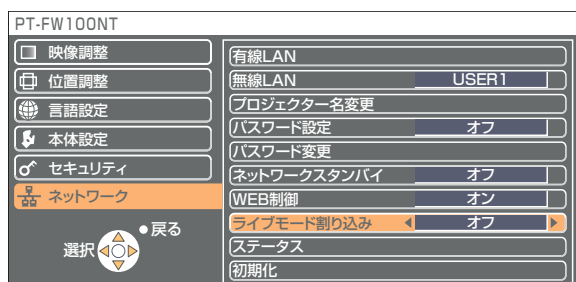 PT-FW100NT
映像調整
位置調整
言語設定
本体設定
セキュリティ
ネットワーク
戻る
選択
有線LAN
無線LAN USER1
プロジェクター名変更
パスワード設定 オフ
パスワード変更
ネットワークスタンバイ オフ
WEB制御 オン
ライブモード割り込み オフ
ステータス
初期化